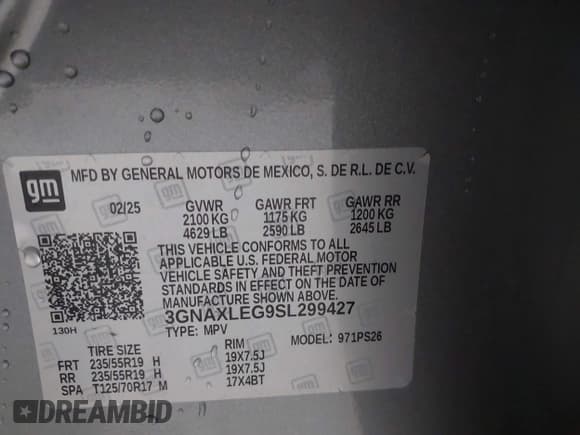 gm
MFD BY GENERAL MOTORS DE MEXICO, S. DE R.L. DE C.V.
02/25 GVWR GAWR FRT GAWR RR
2100 KG 1175 KG 1200 KG
4629 LB 2590 LB 2645 LB
THIS VEHICLE CONFORMS TO ALL
APPLICABLE U.S. FEDERAL MOTOR
VEHICLE SAFETY AND THEFT PREVENTION
STANDARDS IN EFFECT ON THE DATE OF
MANUFACTURE SHOWN ABOVE.
3GNAXLEG9SL299427
130H
TYPE: MPV MODEL: 971PS26
TIRE SIZE RIM
FRT 235/55R19 H 19X7.5J
RR 235/55R19 H 19X7.5J
SPA T125/70R17 M 17X4BT
DREAMBID